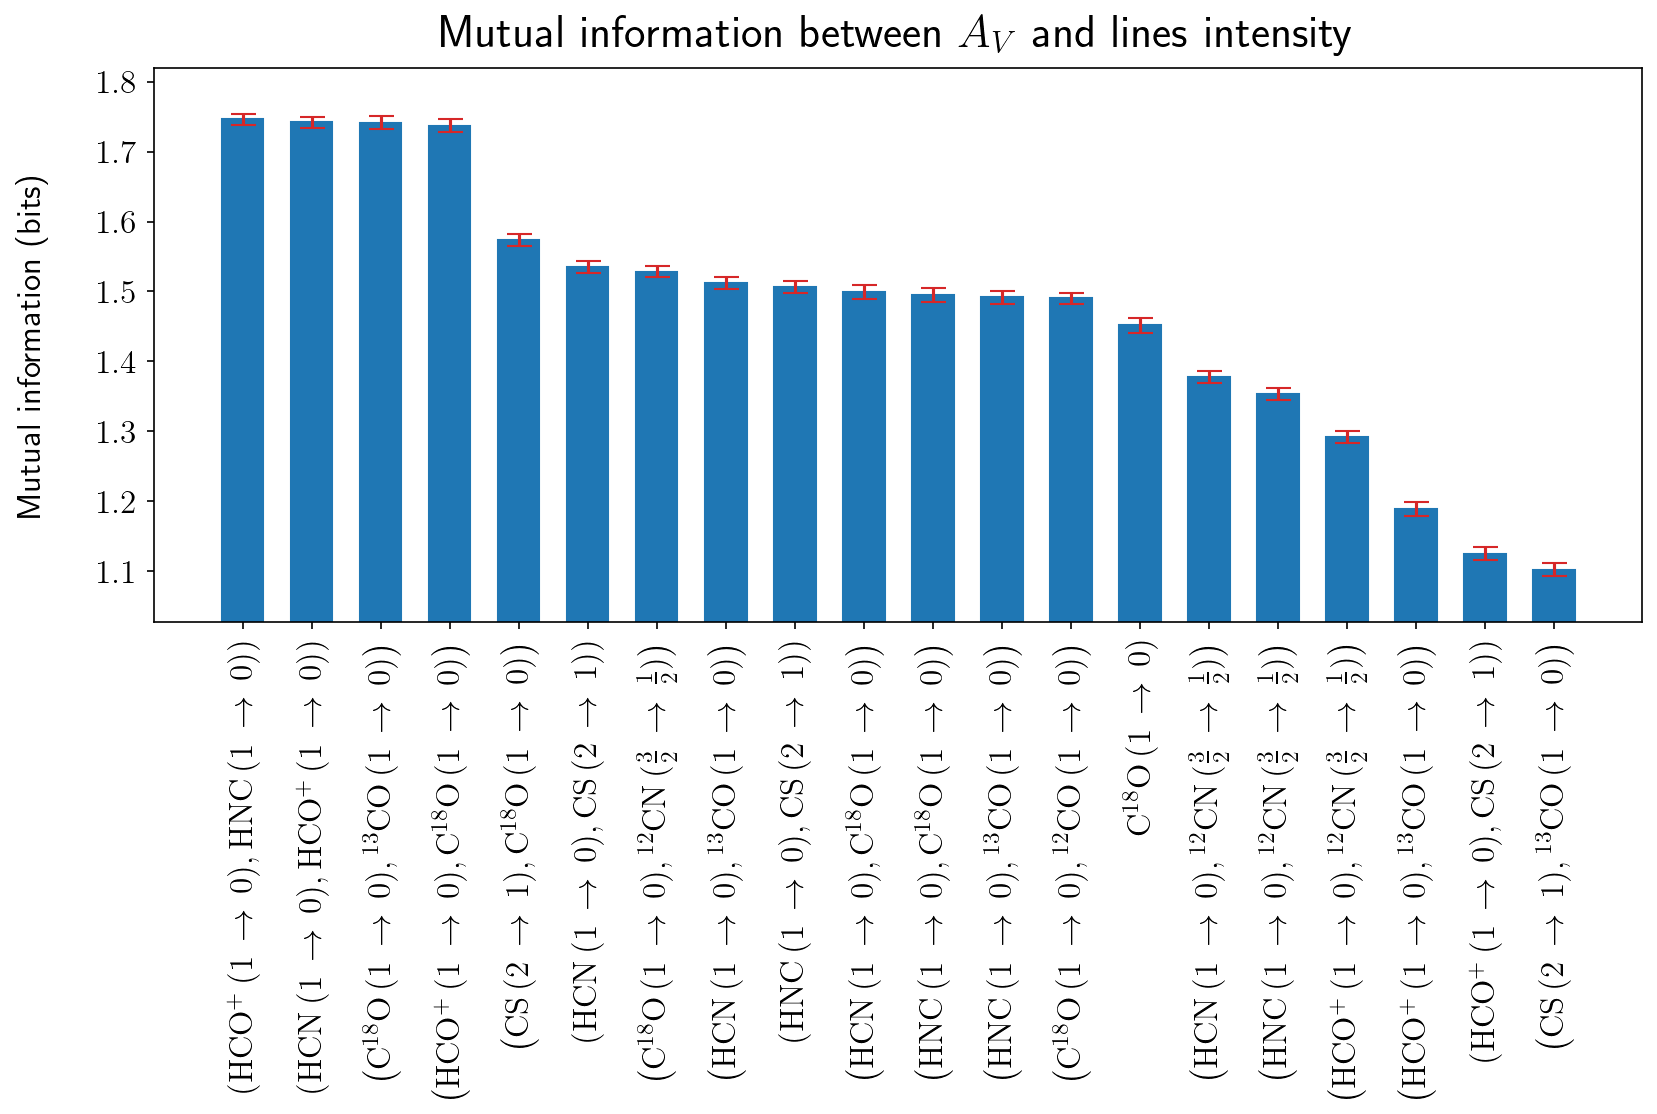 Mutual information between A_V and lines intensity
Mutual information (bits)
1.8
1.7
1.6
1.5
1.4
1.3
1.2
1.1
(HCO⁺ (1 → 0), HNC (1 → 0))
(HCN (1 → 0), HCO⁺ (1 → 0))
(C¹⁸O (1 → 0), ¹³CO (1 → 0))
(HCO⁺ (1 → 0), C¹⁸O (1 → 0))
(CS (2 → 1), C¹⁸O (1 → 0))
(HCN (1 → 0), CS (2 → 1))
(C¹⁸O (1 → 0), ¹²CN (3/2 → 1/2))
(HCN (1 → 0), ¹³CO (1 → 0))
(HNC (1 → 0), CS (2 → 1))
(HCN (1 → 0), C¹⁸O (1 → 0))
(HNC (1 → 0), C¹⁸O (1 → 0))
(HNC (1 → 0), ¹³CO (1 → 0))
(C¹⁸O (1 → 0), ¹²CO (1 → 0))
C¹⁸O (1 → 0)
(HCN (1 → 0), ¹²CN (3/2 → 1/2))
(HNC (1 → 0), ¹²CN (3/2 → 1/2))
(HCO⁺ (1 → 0), ¹²CN (3/2 → 1/2))
(HCO⁺ (1 → 0), ¹³CO (1 → 0))
(HCO⁺ (1 → 0), CS (2 → 1))
(CS (2 → 1), ¹³CO (1 → 0))